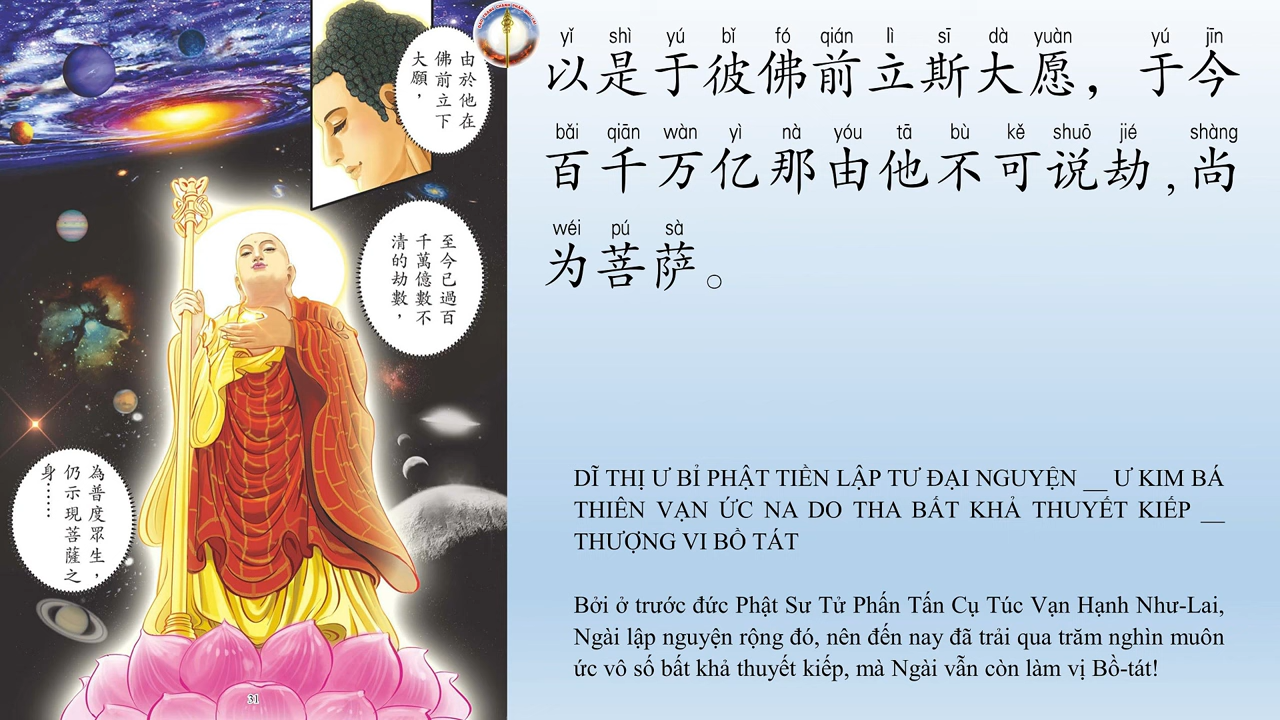 由於他在
佛前立下
大願，
至今已過百
千萬億數不
清的劫數，
為普度眾生，
仍示現菩薩之
身……
31
yǐ shì yú bǐ fó qián lì sī dà yuàn yú jīn
以是于彼佛前立斯大愿，于今
bǎi qiān wàn yì nà yóu tā bù kě shuō jié shàng
百千万亿那由他不可说劫,尚
wéi pú sà
为菩萨。
DĨ THỊ Ư BỈ PHẬT TIỀN LẬP TƯ ĐẠI NGUYỆN __ Ư KIM BÁ
THIÊN VẠN ỨC NA DO THA BẤT KHẢ THUYẾT KIẾP __
THƯỢNG VI BỒ TÁT
Bởi ở trước đức Phật Sư Tử Phấn Tấn Cụ Túc Vạn Hạnh Như-Lai,
Ngài lập nguyện rộng đó, nên đến nay đã trải qua trăm nghìn muôn
ức vô số bất khả thuyết kiếp, mà Ngài vẫn còn làm vị Bồ-tát!